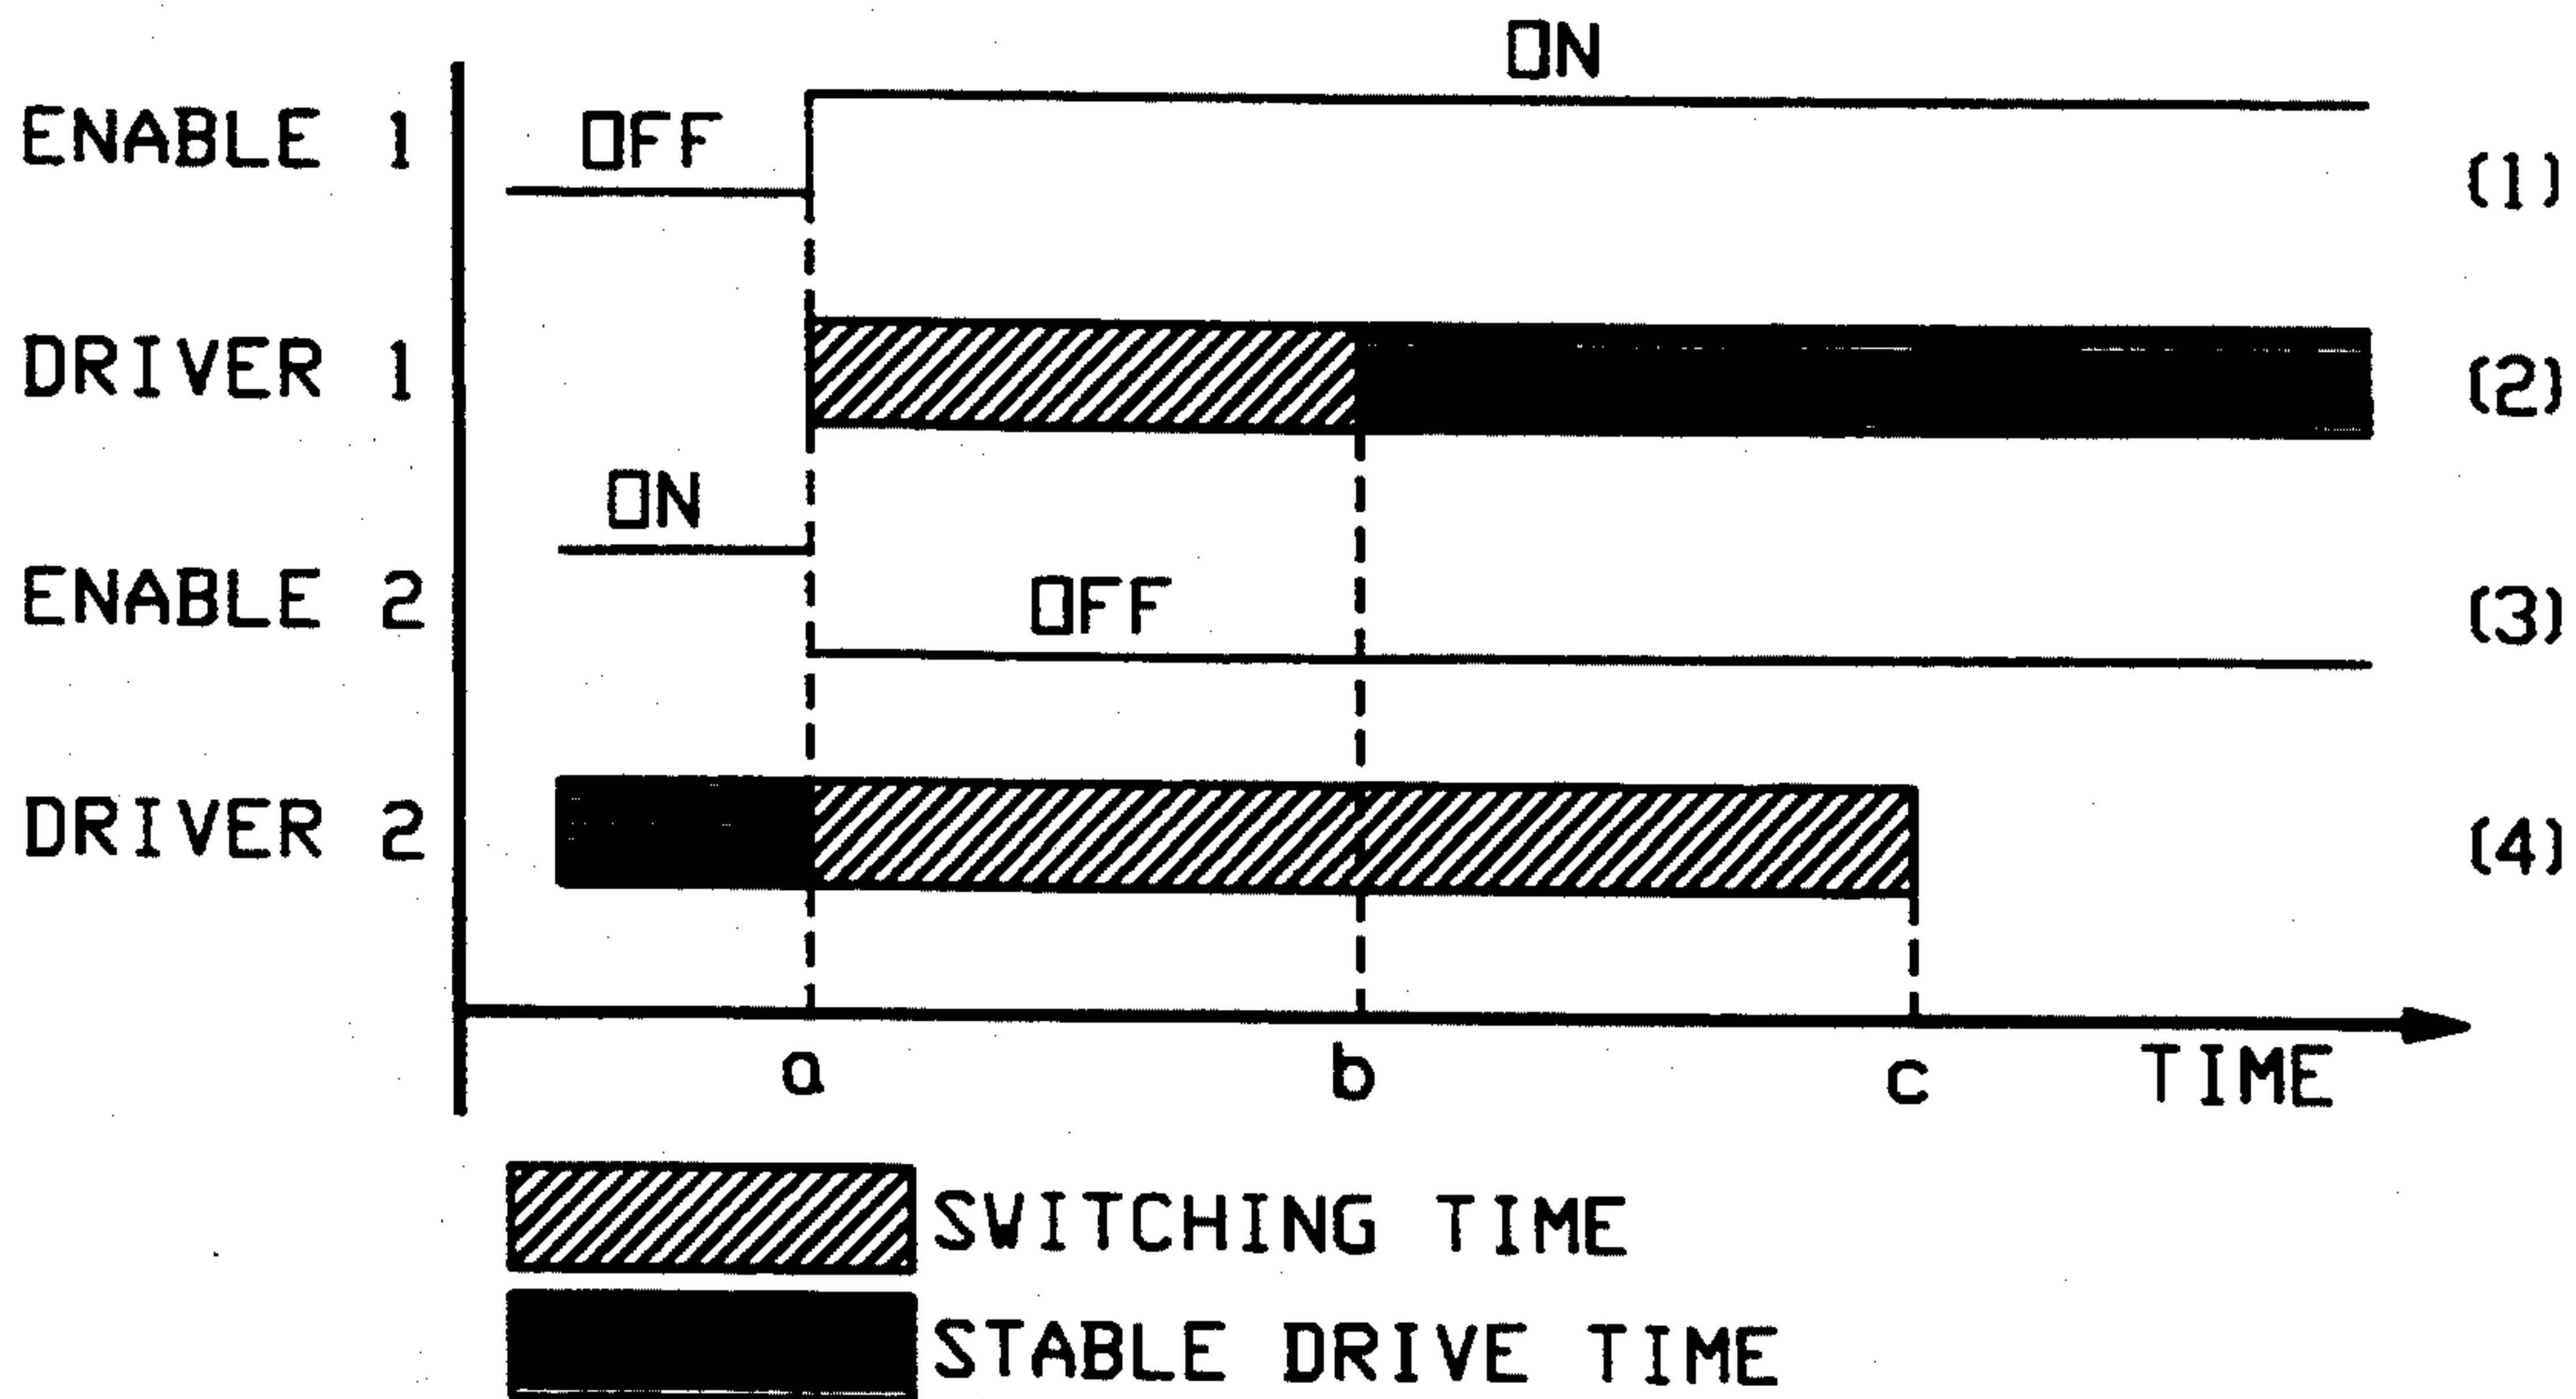 ON
ENABLE 1 OFF (1)
DRIVER 1 (2)
ON
ENABLE 2 OFF (3)
DRIVER 2 (4)
a b c TIME
SWITCHING TIME
STABLE DRIVE TIME